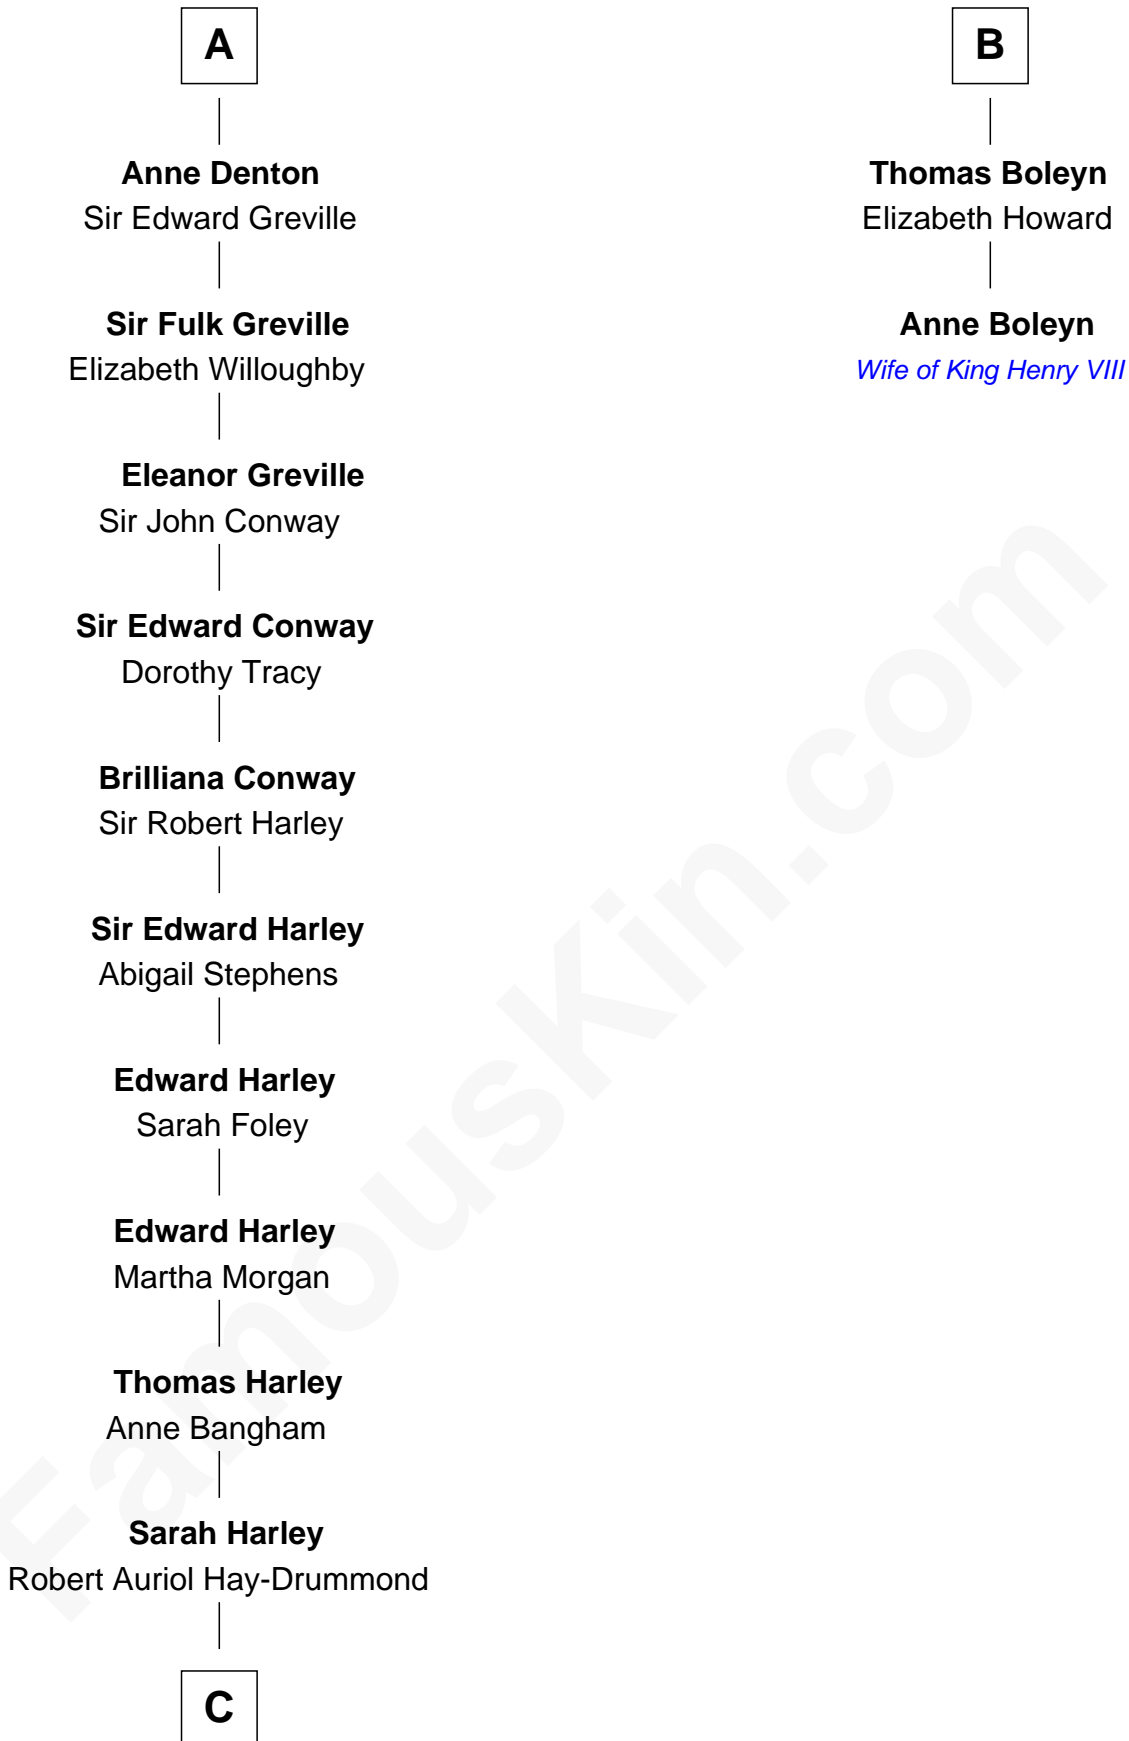 A
Anne Denton
Sir Edward Greville
Sir Fulk Greville
Elizabeth Willoughby
Eleanor Greville
Sir John Conway
Sir Edward Conway
Dorothy Tracy
Brilliana Conway
Sir Robert Harley
Sir Edward Harley
Abigail Stephens
Edward Harley
Sarah Foley
Edward Harley
Martha Morgan
Thomas Harley
Anne Bangham
Sarah Harley
Robert Auriol Hay-Drummond
C
B
Thomas Boleyn
Elizabeth Howard
Anne Boleyn
Wife of King Henry VIII
FamousKin.com